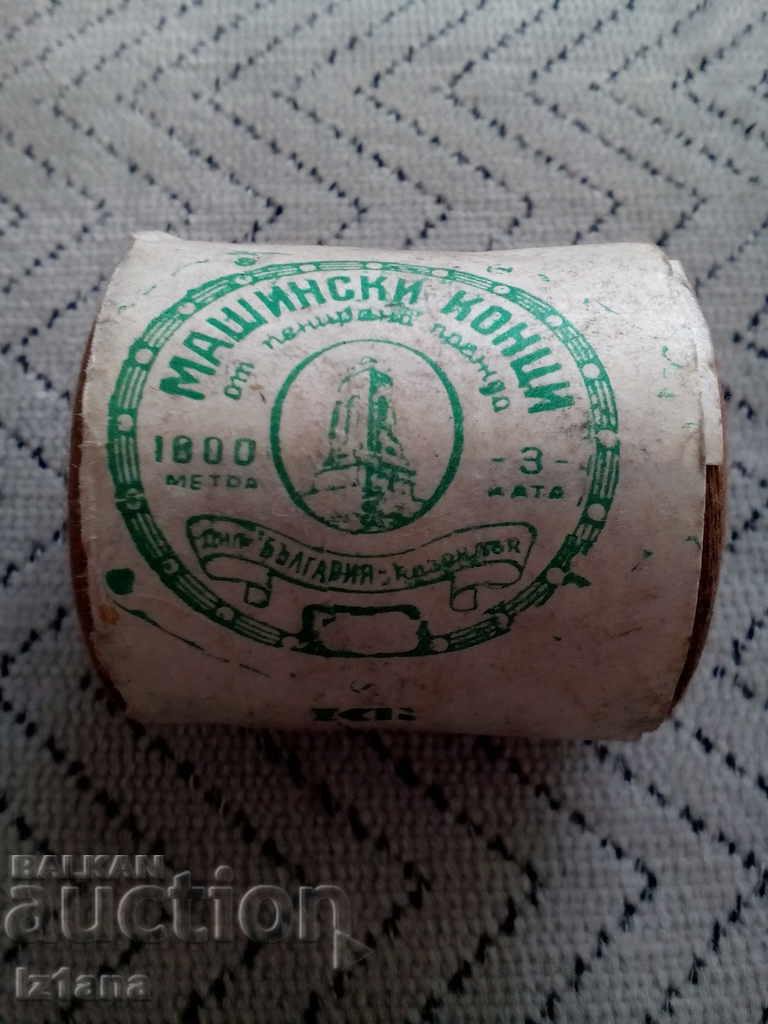 МАШИНСКИ КОНЦИ
от пенирана прежда
1800 МЕТРА
- 3 - КАТА
ДИП "БЪЛГАРИЯ - Казанлък
BALKAN
auction
Iz1ana